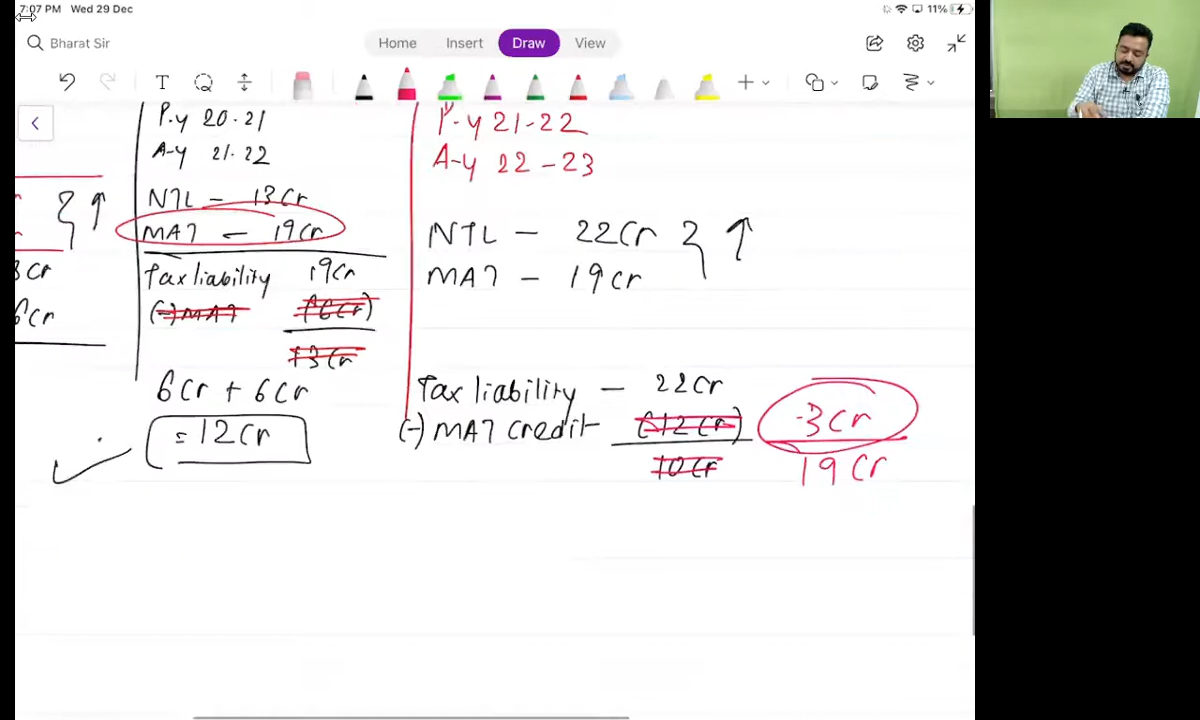 7:07 PM Wed 29 Dec
11%
Bharat Sir
Home Insert Draw View
T
P.y 20-21
A-y 21-22
NTL - 13Cr
MAT - 19Cr
Tax liability 19Cr
(-) MAT (6Cr)
13Cr
6Cr + 6Cr
= 12Cr
3Cr
6Cr
P-y 21-22
A-y 22-23
NTL - 22Cr
MAT - 19Cr
Tax liability - 22Cr
(-) MAT credit (12Cr) -3Cr
10Cr 19Cr